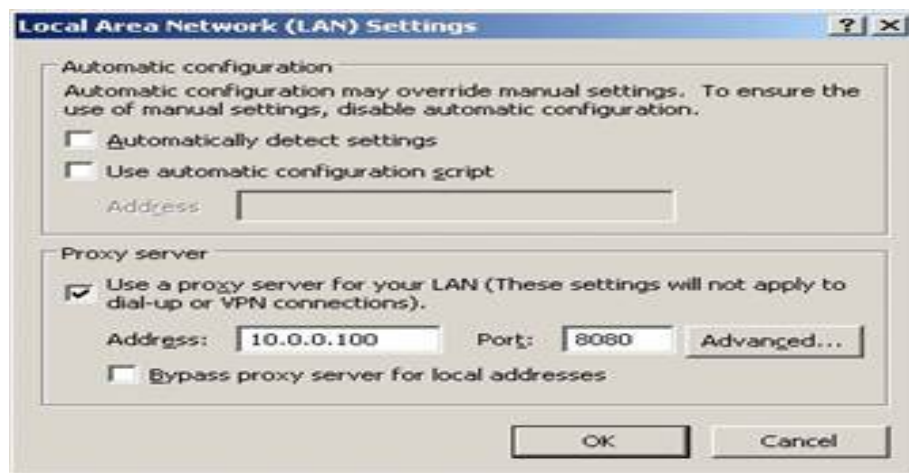 Local Area Network (LAN) Settings
Automatic configuration
Automatic configuration may override manual settings. To ensure the
use of manual settings, disable automatic configuration.
Automatically detect settings
Use automatic configuration script
Address
Proxy server
Use a proxy server for your LAN (These settings will not apply to
dial-up or VPN connections).
Address: 10.0.0.100 Port: 8080 Advanced...
Bypass proxy server for local addresses
OK Cancel